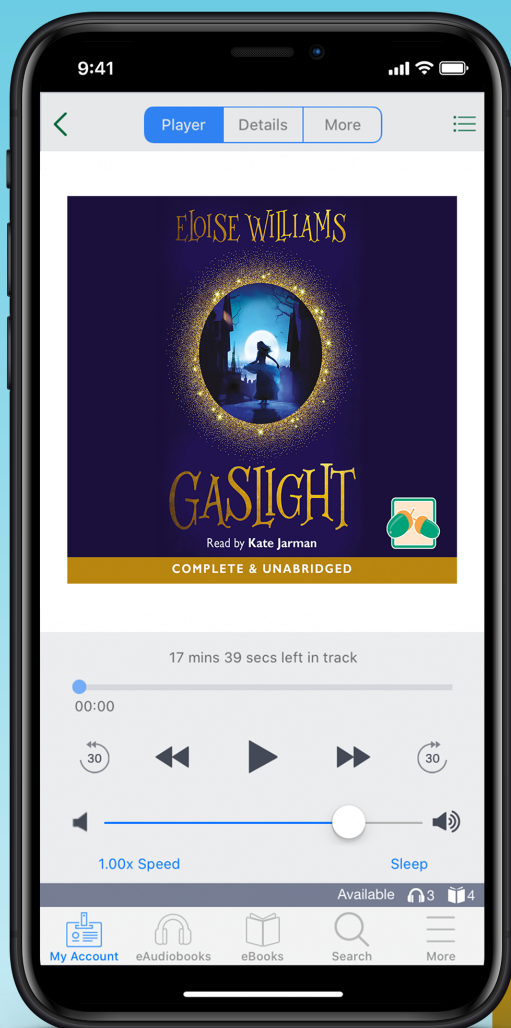 9:41
Player Details More
ELOISE WILLIAMS
GASLIGHT
Read by Kate Jarman
COMPLETE & UNABRIDGED
17 mins 39 secs left in track
00:00
30 30
1.00x Speed Sleep
Available 3 4
My Account eAudiobooks eBooks Search More